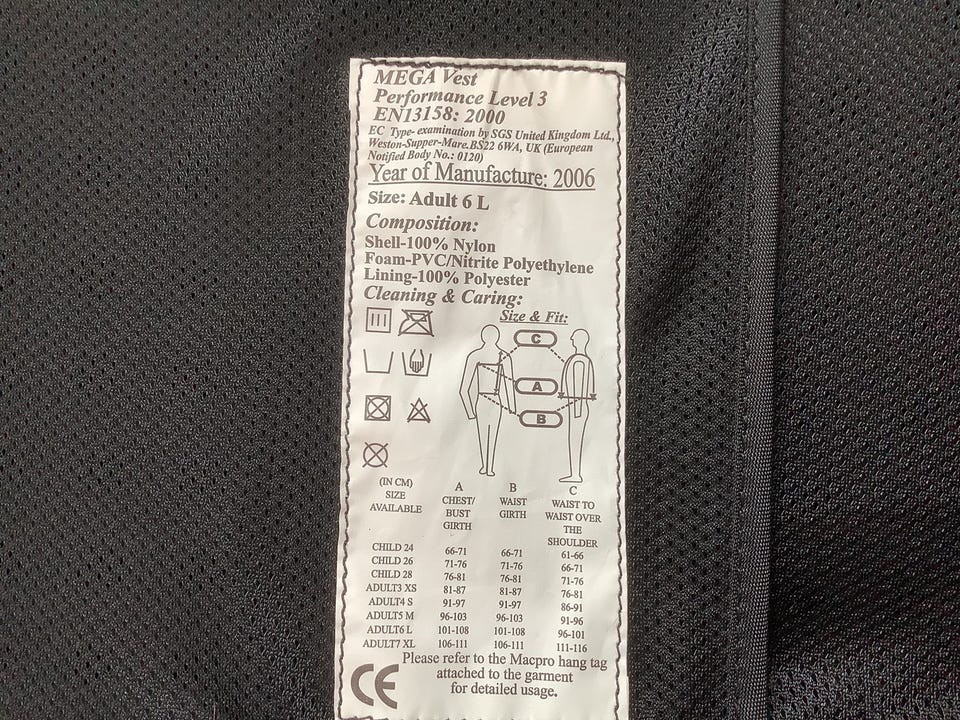 MEGA Vest
Performance Level 3
EN13158: 2000
EC Type- examination by SGS United Kingdom Ltd.,
Weston-Supper-Mare.BS22 6WA, UK (European
Notified Body No.: 0120)
Year of Manufacture: 2006
Size: Adult 6 L
Composition:
Shell-100% Nylon
Foam-PVC/Nitrite Polyethylene
Lining-100% Polyester
Cleaning & Caring:
Size & Fit:
C
A
B
(IN CM) A B C
SIZE CHEST/ WAIST WAIST TO
AVAILABLE BUST GIRTH WAIST OVER
GIRTH THE
SHOULDER
CHILD 24 66-71 66-71 61-66
CHILD 26 71-76 71-76 66-71
CHILD 28 76-81 76-81 71-76
ADULT3 XS 81-87 81-87 76-81
ADULT4 S 91-97 91-97 86-91
ADULT5 M 96-103 96-103 91-96
ADULT6 L 101-108 101-108 96-101
ADULT7 XL 106-111 106-111 111-116
Please refer to the Macpro hang tag
attached to the garment
for detailed usage.
CE